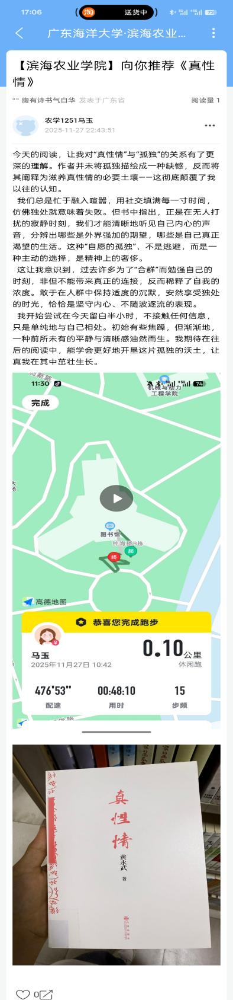 17:06
淘
送货中
72
广东海洋大学·滨海农业...
【滨海农业学院】向你推荐《真性
情》
腹有诗书气自华 发表于广东省
阅读量 1
农学1251马玉
2025-11-27 22:43:51
今天的阅读，让我对“真性情”与“孤独”的关系有了更
深的理解。作者并未将孤独描绘成一种缺憾，反而将
其阐释为滋养真性情的必要土壤——这彻底颠覆了我
以往的认知。
我们总是忙于融入喧嚣，用社交填满每一寸时间，
仿佛独处就意味着失败。但书中指出，正是在无人打
扰的寂静时刻，我们才能清晰地听见自己内心的声
音，分辨出哪些是外界强加的期望，哪些是自己真正
渴望的生活。这种“自愿的孤独”，不是逃避，而是一
种主动的选择，是精神上的奢侈。
这让我意识到，过去许多为了“合群”而勉强自己的
时刻，非但不能带来真正的连接，反而稀释了自我的
浓度。敢于在人群中保持适度的沉默，安然享受独处
的时光，恰恰是坚守内心、不随波逐流的表现。
我开始尝试在今天留白半小时，不接触任何信息，
只是单纯地与自己相处。初始有些焦躁，但渐渐地，
一种前所未有的平静与清晰感油然而生。我期待在往
后的阅读中，能学会更好地开垦这片孤独的沃土，让
真我在其中茁壮生长。
创新路
11:30
74
机械与动力
工程学院
完成
图书馆
钟海楼B栋
起
终
高德地图
恭喜您完成跑步
马玉
2025年11月27日 10:42
0.10公里
休闲跑
476'53"
00:48:10
15
配速
用时
步频
真性情
黄永武 著
0